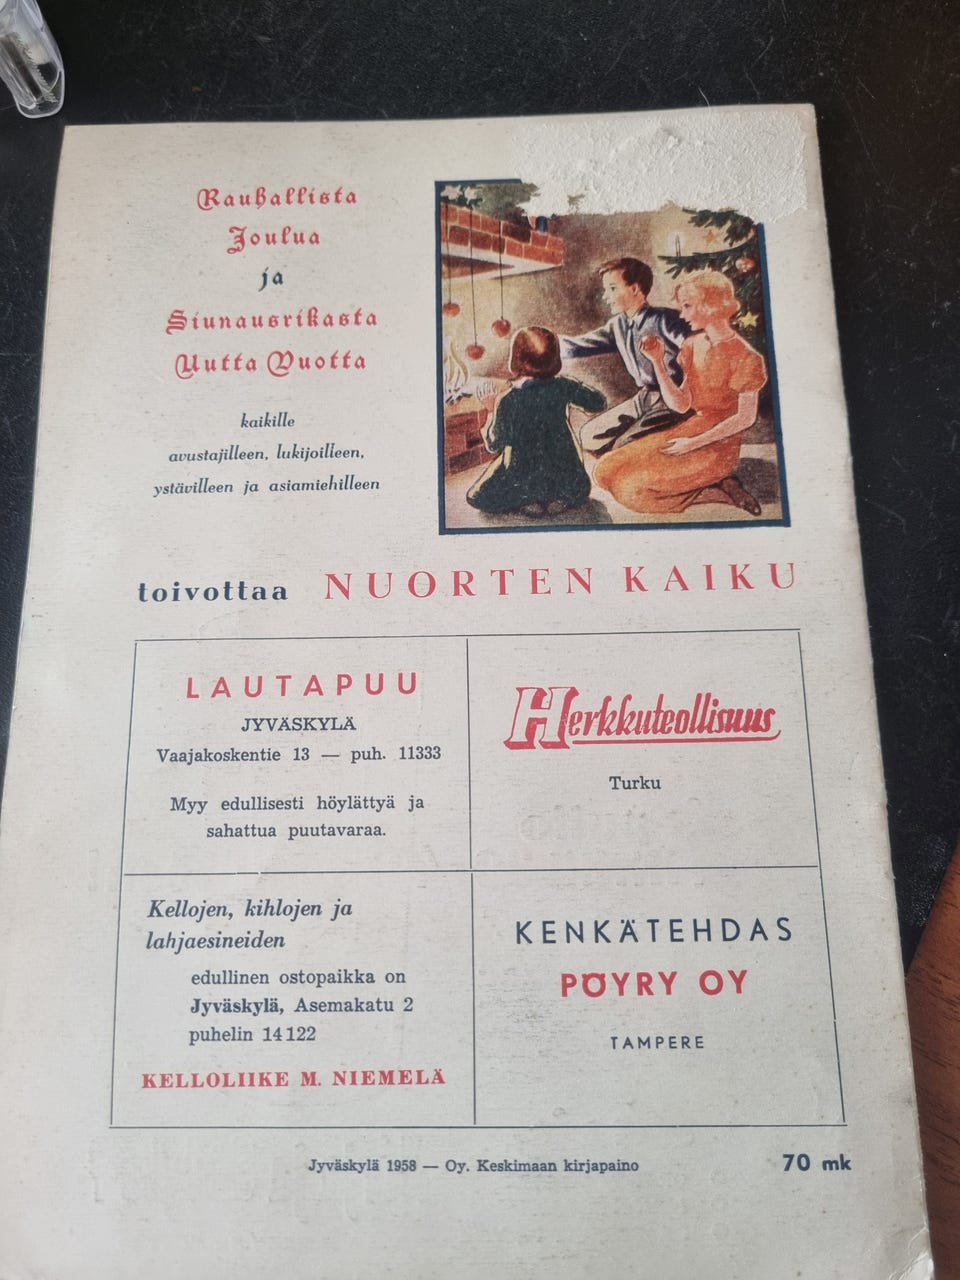 Rauhallista
Joulua
ja
Siunausrikasta
Uutta Vuotta
kaikille
avustajilleen, lukijoilleen,
ystävilleen ja asiamiehilleen
toivottaa NUORTEN KAIKU
LAUTAPUU
JYVÄSKYLÄ
Vaajakoskentie 13 — puh. 11333
Myy edullisesti höylättyä ja
sahattua puutavaraa.
Herkkuteollisuus
Turku
Kellojen, kihlojen ja
lahjaesineiden
edullinen ostopaikka on
Jyväskylä, Asemakatu 2
puhelin 14122
KELLOLIIKE M. NIEMELÄ
KENKÄTEHDAS
PÖYRY OY
TAMPERE
Jyväskylä 1958 — Oy. Keskimaan kirjapaino
70 mk